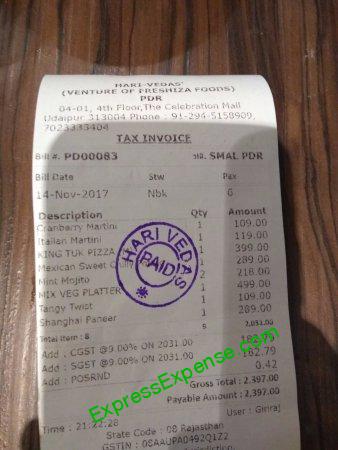 HARI-VEDAS'
(VENTURE OF FRESHIZA FOODS)
PDR
04-01, 4th Floor,The Celebration Mall
Udaipur 313004 Phone : 91-294-5158909,
7023333404
TAX INVOICE
Bill #. PD00083 SMAL PDR
Bill Date Stw Pax
14-Nov-2017 Nbk 6
Description Qty Amount
Cranberry Martini 1 109.00
Italian Martini 1 119.00
KING TUK PIZZA 1 399.00
Mexican Sweet 1 289.00
Mint Mojito 2 218.00
MIX VEG PLATTER 1 499.00
Tangy Twist 1 109.00
Shanghai Paneer 1 289.00
Total Item : 8 2,031.00
Add : CGST @9.00% ON 2031.00
Add : SGST @9.00% ON 2031.00 182.79
Add : POSRND 0.42
Gross Total : 2,397.00
Payable Amount : 2,397.00
Time : 21:22:28 User : Giriraj
State Code : 08 Rajasthan
GSTIN : 08AAUPA0492Q1Z2
HARI VEDAS
PAID
ExpressExpense.com